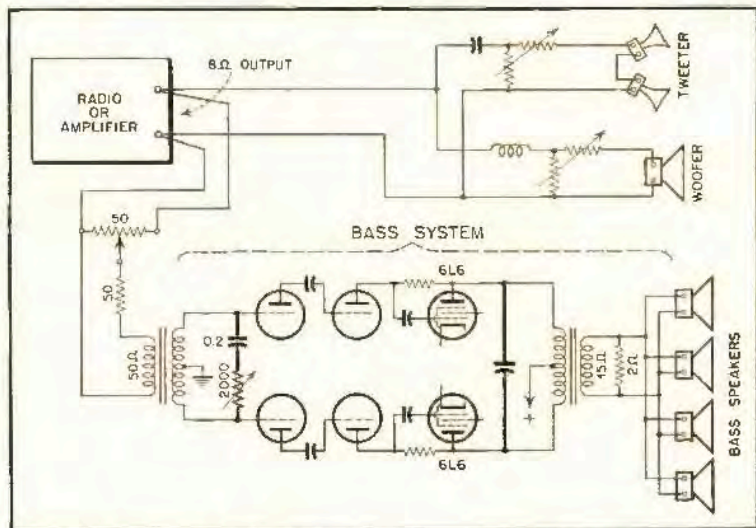 8Ω OUTPUT
RADIO
OR
AMPLIFIER
TWEETER
WOOFER
50
BASS SYSTEM
50
50Ω
0.2
2000
6L6
6L6
+
45Ω
2Ω
BASS SPEAKERS